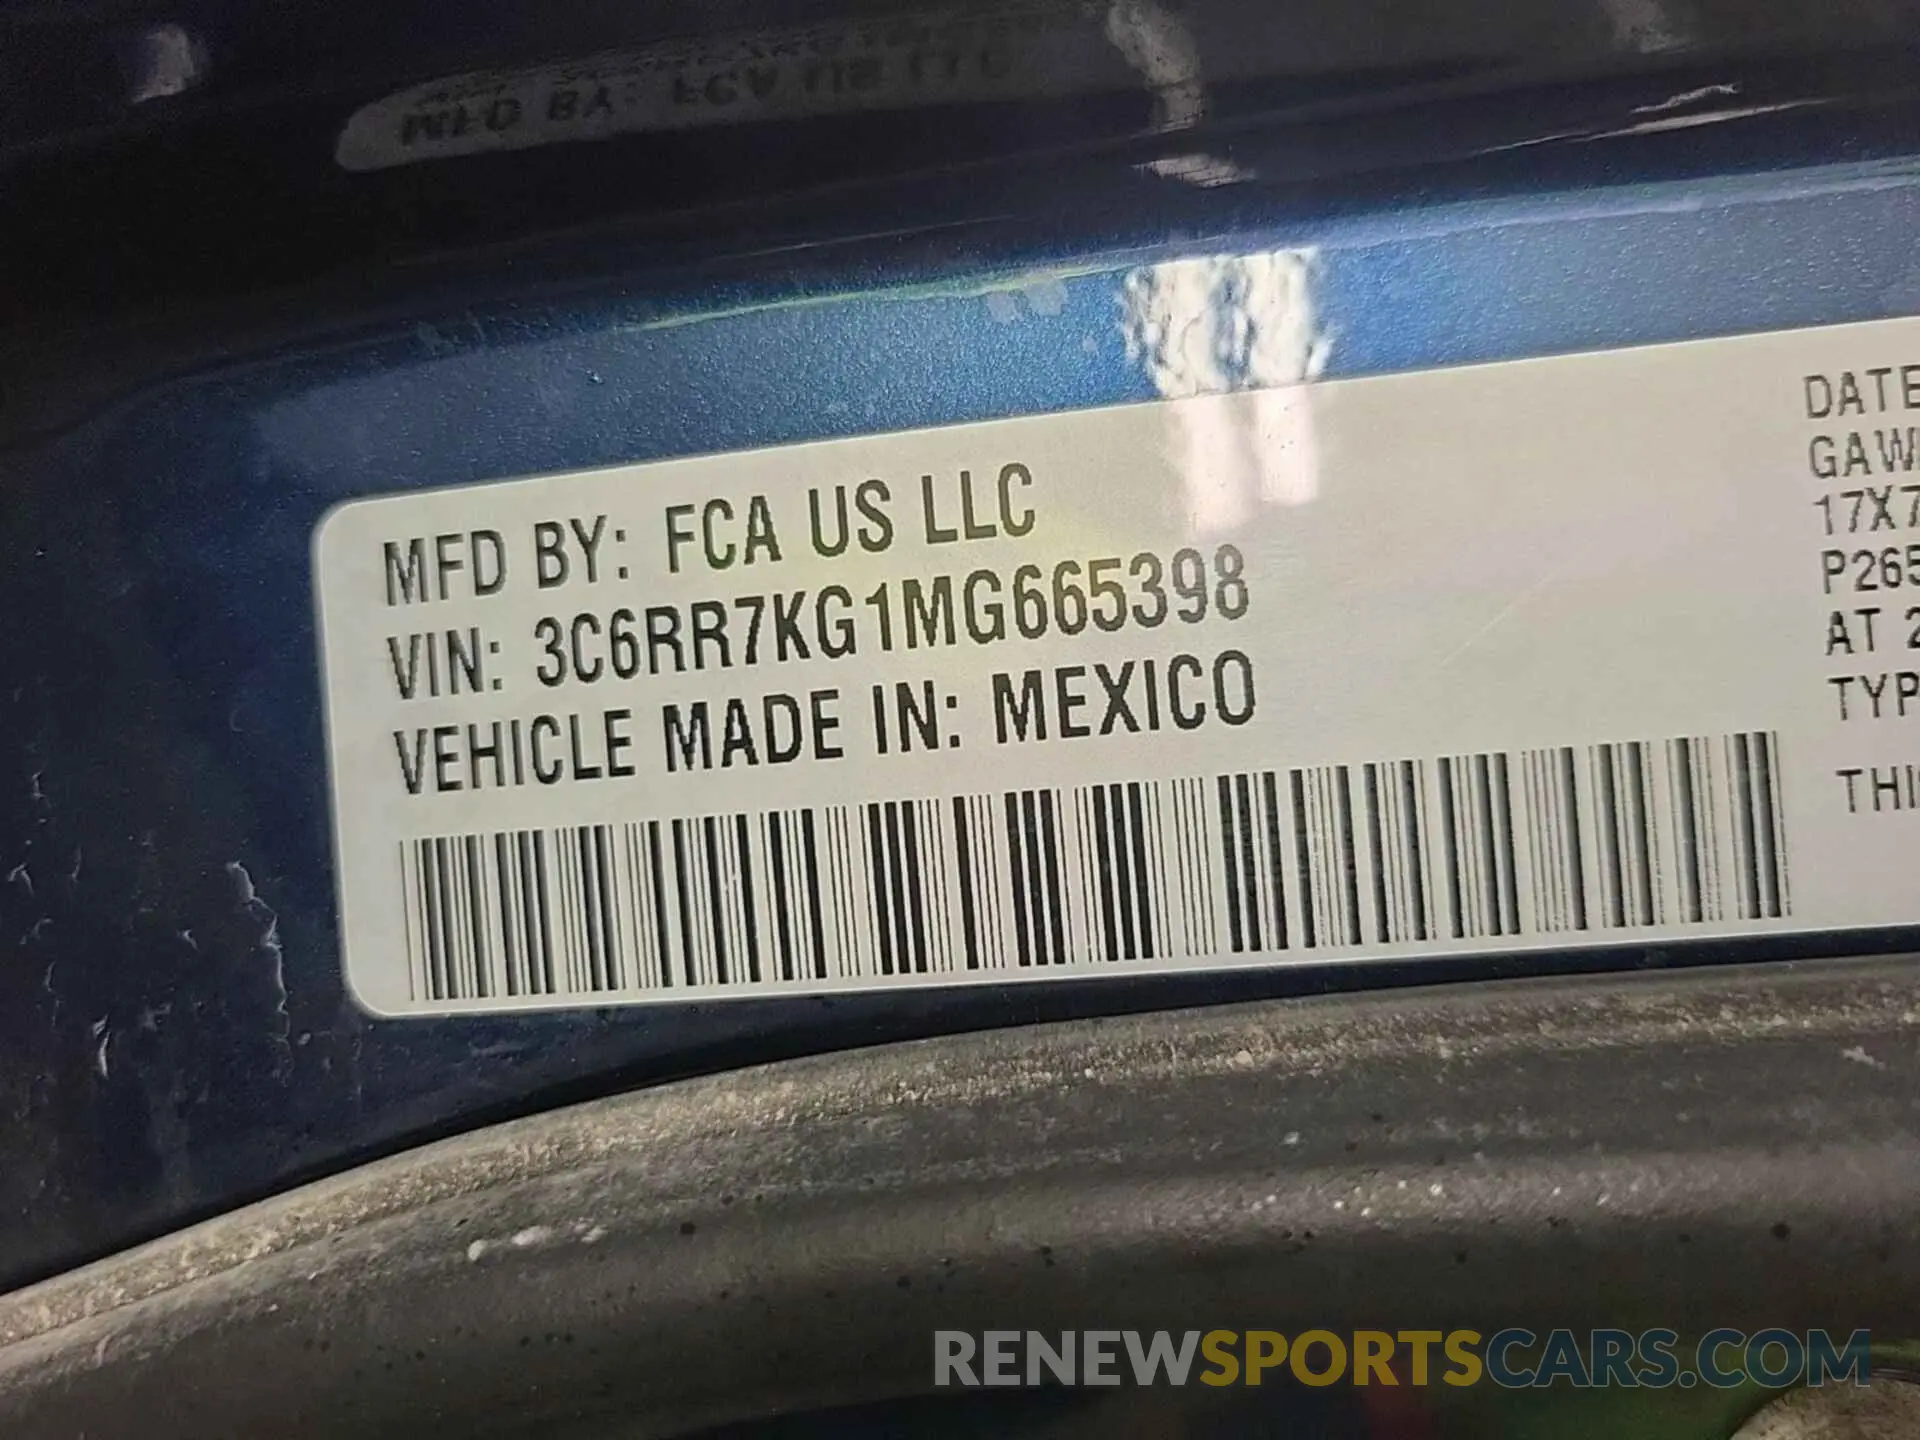 MFD BY: FCA US LLC
VIN: 3C6RR7KG1MG665398
VEHICLE MADE IN: MEXICO
DATE
GAW
17X7
P265
AT 2
TYP
THI
RENEWSPORTSCARS.COM